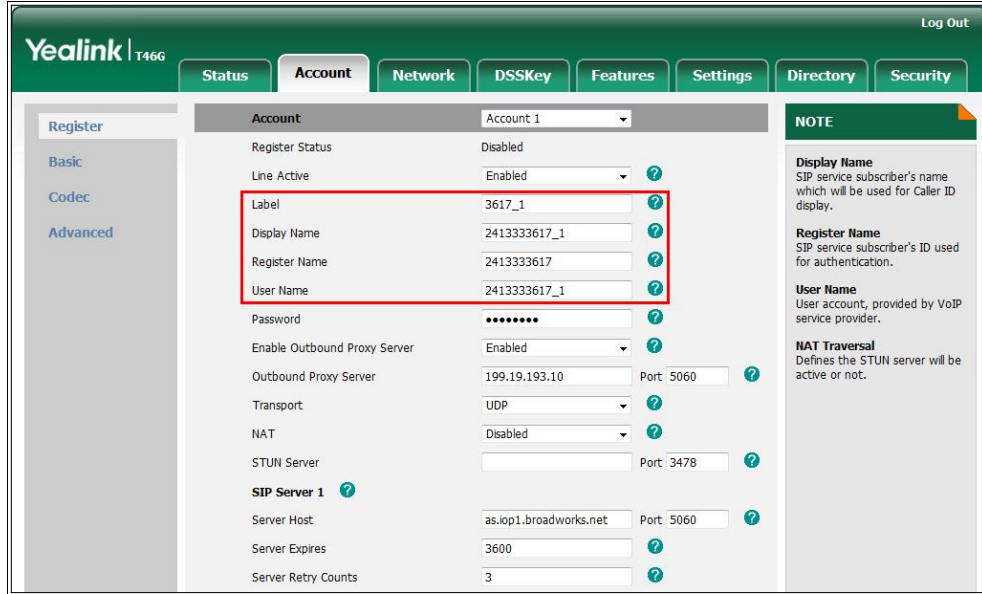 Log Out
Yealink | T46G
Status Account Network DSSKey Features Settings Directory Security
Register
Basic
Codec
Advanced
Account Account 1
Register Status Disabled
Line Active Enabled ?
Label 3617_1 ?
Display Name 2413333617_1 ?
Register Name 2413333617 ?
User Name 2413333617_1 ?
Password •••••••• ?
Enable Outbound Proxy Server Enabled ?
Outbound Proxy Server 199.19.193.10 Port 5060 ?
Transport UDP ?
NAT Disabled ?
STUN Server Port 3478 ?
SIP Server 1 ?
Server Host as.iop1.broadworks.net Port 5060 ?
Server Expires 3600 ?
Server Retry Counts 3 ?
NOTE
Display Name
SIP service subscriber's name
which will be used for Caller ID
display.
Register Name
SIP service subscriber's ID used
for authentication.
User Name
User account, provided by VoIP
service provider.
NAT Traversal
Defines the STUN server will be
active or not.